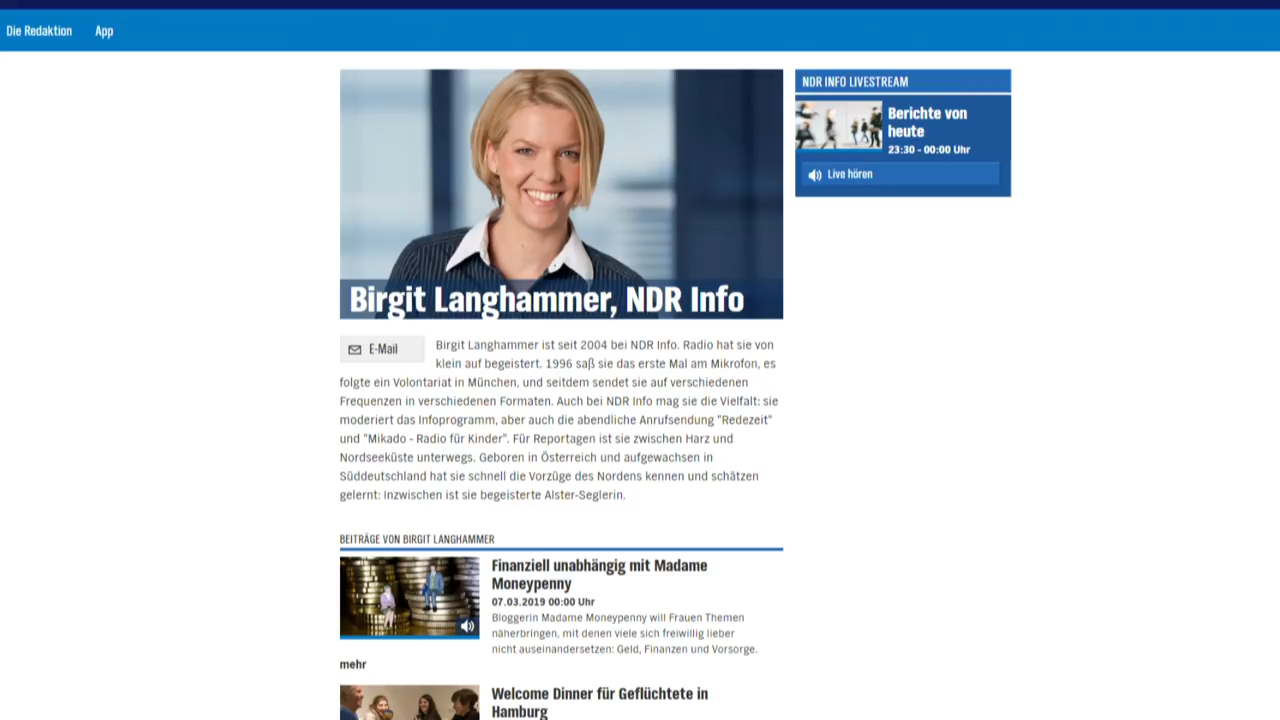 Die Redaktion App
Birgit Langhammer, NDR Info
E-Mail
Birgit Langhammer ist seit 2004 bei NDR Info. Radio hat sie von
klein auf begeistert. 1996 saß sie das erste Mal am Mikrofon, es
folgte ein Volontariat in München, und seitdem sendet sie auf verschiedenen
Frequenzen in verschiedenen Formaten. Auch bei NDR Info mag sie die Vielfalt: sie
moderiert das Infoprogramm, aber auch die abendliche Anrufsendung "Redezeit"
und "Mikado - Radio für Kinder". Für Reportagen ist sie zwischen Harz und
Nordseeküste unterwegs. Geboren in Österreich und aufgewachsen in
Süddeutschland hat sie schnell die Vorzüge des Nordens kennen und schätzen
gelernt: Inzwischen ist sie begeisterte Alster-Seglerin.
BEITRÄGE VON BIRGIT LANGHAMMER
Finanziell unabhängig mit Madame
Moneypenny
07.03.2019 00:00 Uhr
Bloggerin Madame Moneypenny will Frauen Themen
näherbringen, mit denen viele sich freiwillig lieber
nicht auseinandersetzen: Geld, Finanzen und Vorsorge.
mehr
Welcome Dinner für Geflüchtete in
Hamburg
NDR INFO LIVESTREAM
Berichte von
heute
23:30 - 00:00 Uhr
Live hören